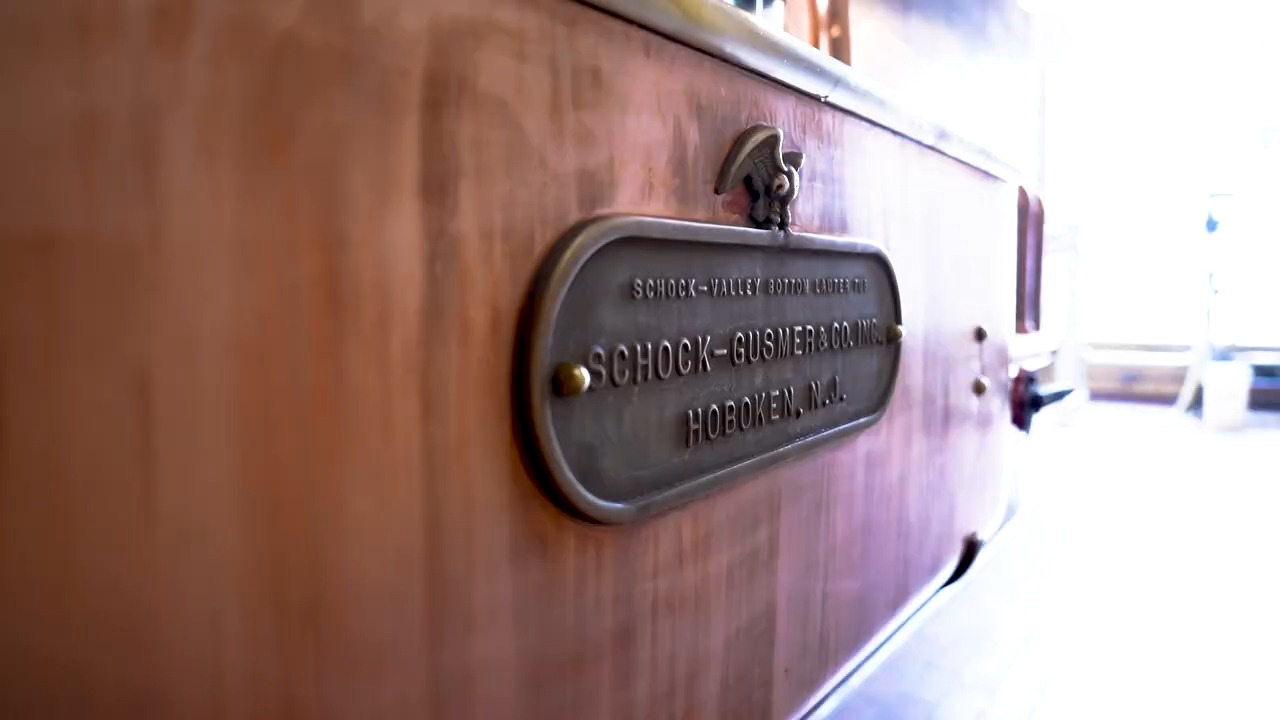 SCHOCK-VALLEY BOTTOM LAUTER TUB
SCHOCK-GUSMER & CO. INC.,
HOBOKEN, N.J.